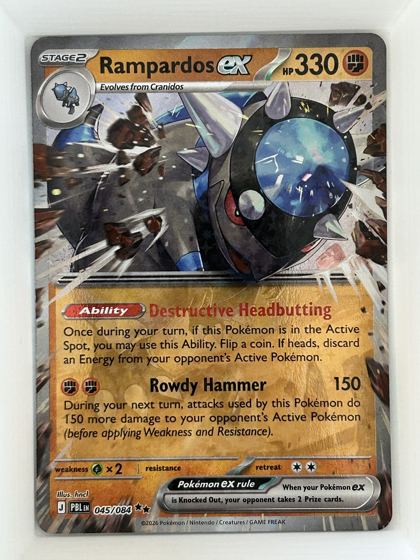 STAGE2 Rampardos ex HP330
Evolves from Cranidos
Ability Destructive Headbutting
Once during your turn, if this Pokémon is in the Active
Spot, you may use this Ability. Flip a coin. If heads, discard
an Energy from your opponent's Active Pokémon.
Rowdy Hammer 150
During your next turn, attacks used by this Pokémon do
150 more damage to your opponent's Active Pokémon
(before applying Weakness and Resistance).
weakness ×2 resistance retreat
Illus. hncl
Pokémon ex rule
When your Pokémon ex
is Knocked Out, your opponent takes 2 Prize cards.
J PBL EN 045/084 ★★
©2026 Pokémon / Nintendo / Creatures / GAME FREAK